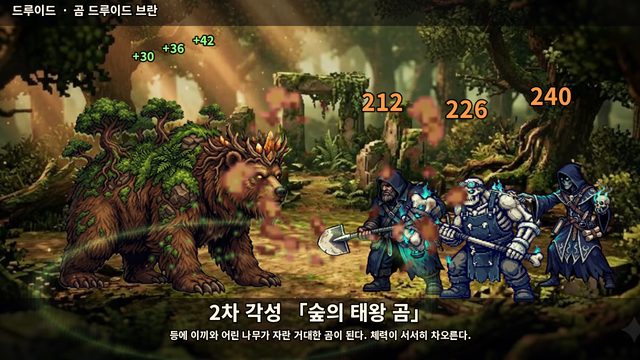 드루이드 · 곰 드루이드 브란
+30 +36 +42
212 226 240
2차 각성 「숲의 태왕 곰」
등에 이끼와 어린 나무가 자란 거대한 곰이 된다. 체력이 서서히 차오른다.